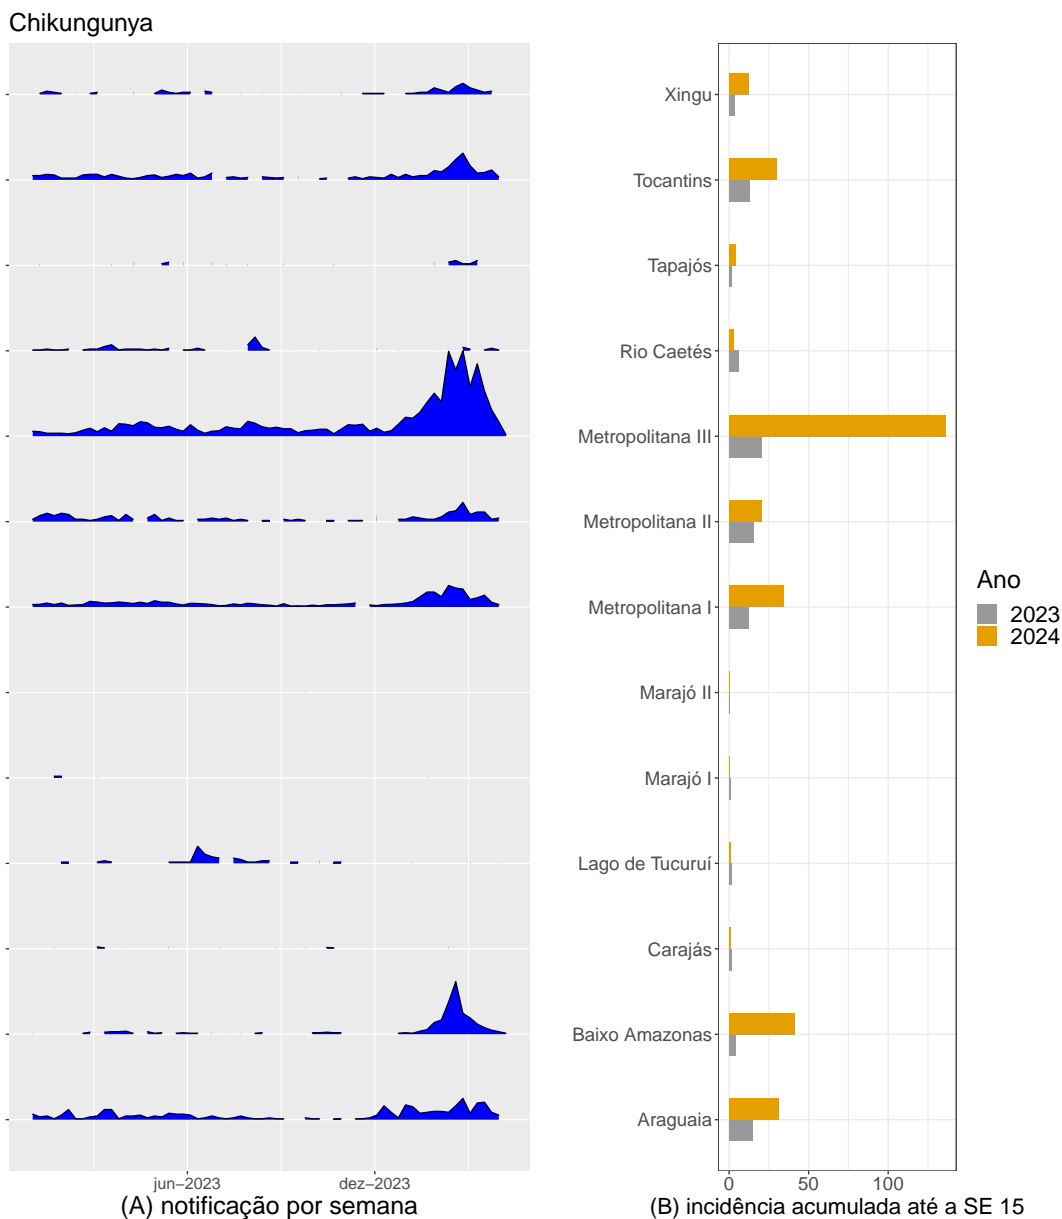 Chikungunya
Xingu
Tocantins
Tapajós
Rio Caetés
Metropolitana III
Metropolitana II
Metropolitana I
Marajó II
Marajó I
Lago de Tucuruí
Carajás
Baixo Amazonas
Araguaia
Ano
2023
2024
jun–2023 dez–2023
0 50 100
(A) notificação por semana
(B) incidência acumulada até a SE 15